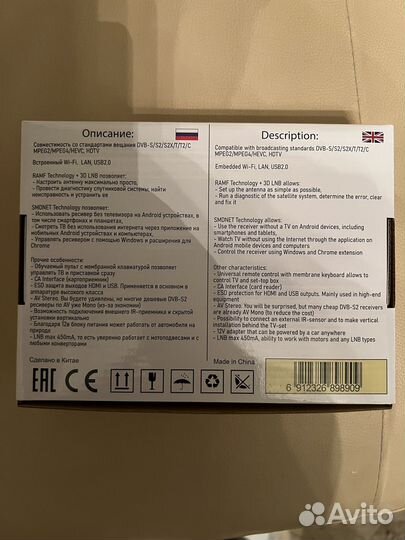 Описание:
Совместимость со стандартами вещания DVB-S/S2/S2X/T/T2/C
MPEG2/MPEG4/HEVC, HDTV
Встроенный Wi-Fi, LAN, USB2.0
RAMF Technology + 3D LNB позволяет:
- Настроить антенну максимально просто,
- Провести диагностику спутниковой системы, найти
неисправность и устранить ее
SMONET Technology позволяет:
- Использовать ресивер без телевизора на Android устройствах, в
том числе смартфонах и планшетах,
- Смотреть ТВ без использования интернета через приложение на
мобильных Android устройствах и компьютерах,
- Управлять ресивером с помощью Windows и расширения для
Chrome
Прочие особенности:
- Обучаемый пульт с мембранной клавиатурой позволяет
управлять ТВ и приставкой сразу
- CA Interface (картоприемник)
- ESD защита выходов HDMI и USB. Применяется в основном в
аппаратуре высокого класса
- AV Stereo. Вы будете удивлены, но многие дешевые DVB-S2
ресиверы по AV уже Mono (из-за экономии)
- Возможность подключения внешнего IR-приемника и скрытой
установки вертикально
- Благодаря 12в блоку питания может работать от автомобиля на
природе
- LNB max 450mA, то есть уверенно работает с мотоподвесами и с
любыми конверторами
Сделано в Китае
EAC CE
Description:
Compatible with broadcasting standards DVB-S/S2/S2X/T/T2/C
MPEG2/MPEG4/HEVC, HDTV
Embedded Wi-Fi, LAN, USB2.0
RAMF Technology + 3D LNB allows:
- Set up the antenna as simple as possible,
- Run a diagnostic of the satellite system, determine the error, clear
and fix it
SMONET Technology allows:
- Use the receiver without a TV on Android devices, including
smartphones and tablets,
- Watch TV without using the Internet through the application on
Android mobile devices and computers
- Control the receiver using Windows and Chrome extension
Other characteristics:
- Universal remote control with membrane keyboard allows to
control TV and set-top box
- CA Interface (card reader)
- ESD protection for HDMI and USB outputs. Mainly used in high-end
equipment
- AV Stereo. You will be surprised, but many cheap DVB-S2 receivers
are already AV Mono (to reduce the cost)
- Possibility to connect an external IR-sensor and to make vertical
installation behind the TV-set
- 12V adapter that can be powered by a car anywhere
- LNB max 450mA, ability to work with motors and any LNB types
Made in China
6 912326 898909
Avito